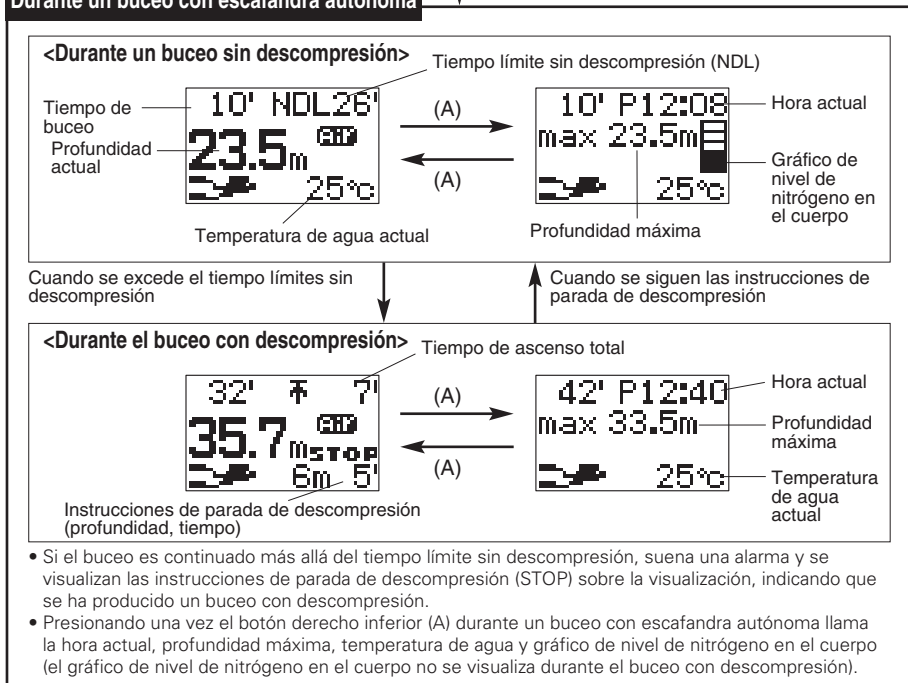 Durante un buceo con escafandra autónoma
<Durante un buceo sin descompresión>
Tiempo límite sin descompresión (NDL)
Tiempo de
buceo
Profundidad
actual
10' NDL26'
23.5m AIR
25°C
Temperatura de agua actual
(A)
(A)
10' P12:08
max 23.5m
25°C
Hora actual
Gráfico de
nivel de
nitrógeno en
el cuerpo
Profundidad máxima
Cuando se excede el tiempo límites sin
descompresión
Cuando se siguen las instrucciones de
parada de descompresión
<Durante el buceo con descompresión>
Tiempo de ascenso total
32' 7'
35.7m AIR
STOP
6m 5'
Instrucciones de parada de descompresión
(profundidad, tiempo)
(A)
(A)
42' P12:40
max 33.5m
25°C
Hora actual
Profundidad
máxima
Temperatura
de agua
actual
• Si el buceo es continuado más allá del tiempo límite sin descompresión, suena una alarma y se
visualizan las instrucciones de parada de descompresión (STOP) sobre la visualización, indicando que
se ha producido un buceo con descompresión.
• Presionando una vez el botón derecho inferior (A) durante un buceo con escafandra autónoma llama
la hora actual, profundidad máxima, temperatura de agua y gráfico de nivel de nitrógeno en el cuerpo
(el gráfico de nivel de nitrógeno en el cuerpo no se visualiza durante el buceo con descompresión).